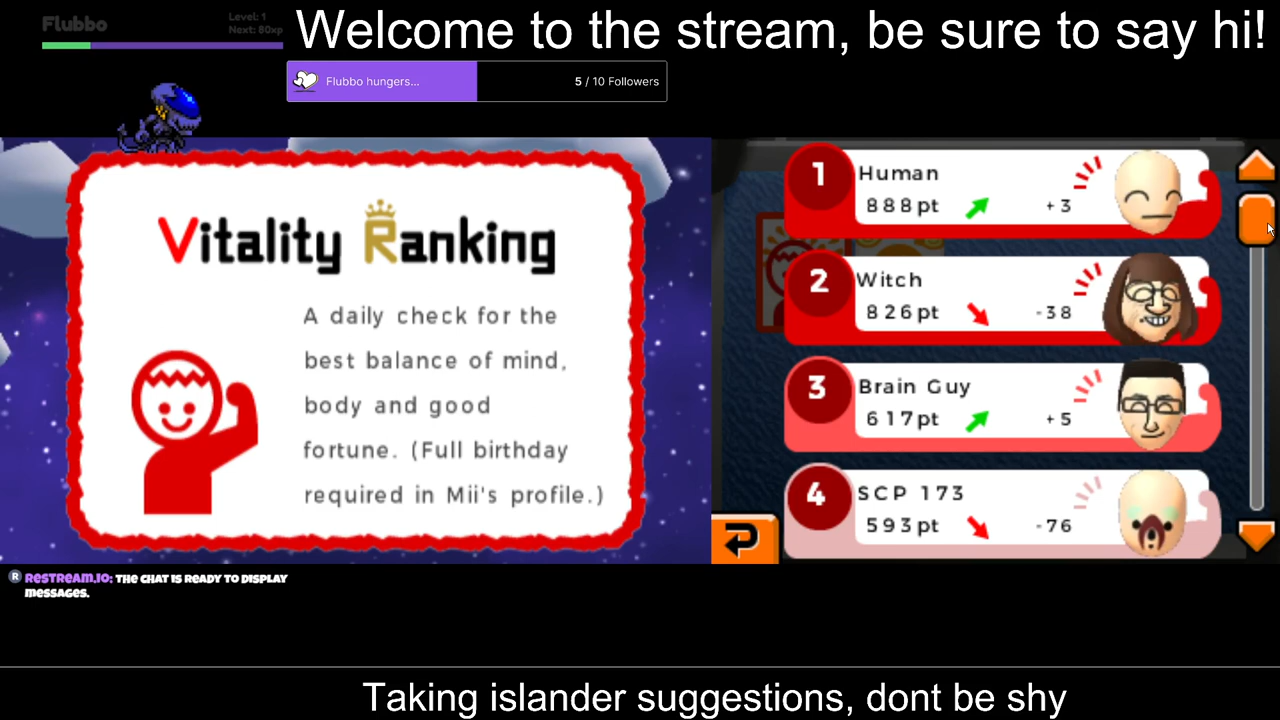 Flubbo
Level: 1
Next: 80xp
Welcome to the stream, be sure to say hi!
Flubbo hungers...
5 / 10 Followers
Vitality Ranking
A daily check for the
best balance of mind,
body and good
fortune. (Full birthday
required in Mii's profile.)
1
Human
888pt
+3
2
Witch
826pt
-38
3
Brain Guy
617pt
+5
4
SCP 173
593pt
-76
R RESTREAM.IO: THE CHAT IS READY TO DISPLAY
MESSAGES.
Taking islander suggestions, dont be shy